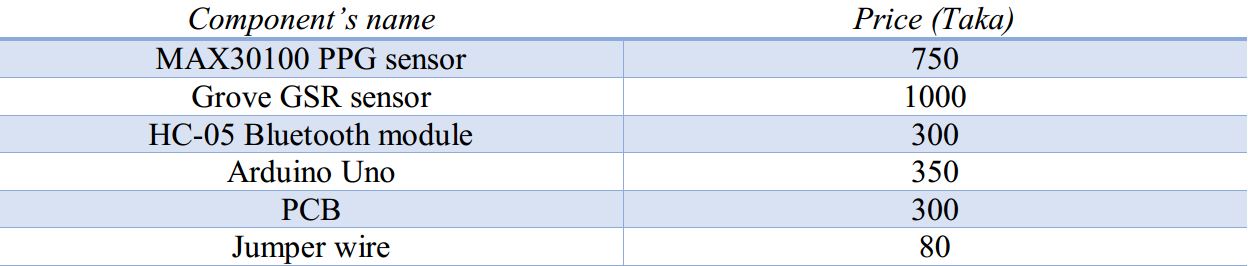 Component’s name Price (Taka)
MAX30100 PPG sensor 750
Grove GSR sensor 1000
HC-05 Bluetooth module 300
Arduino Uno 350
PCB 300
Jumper wire 80